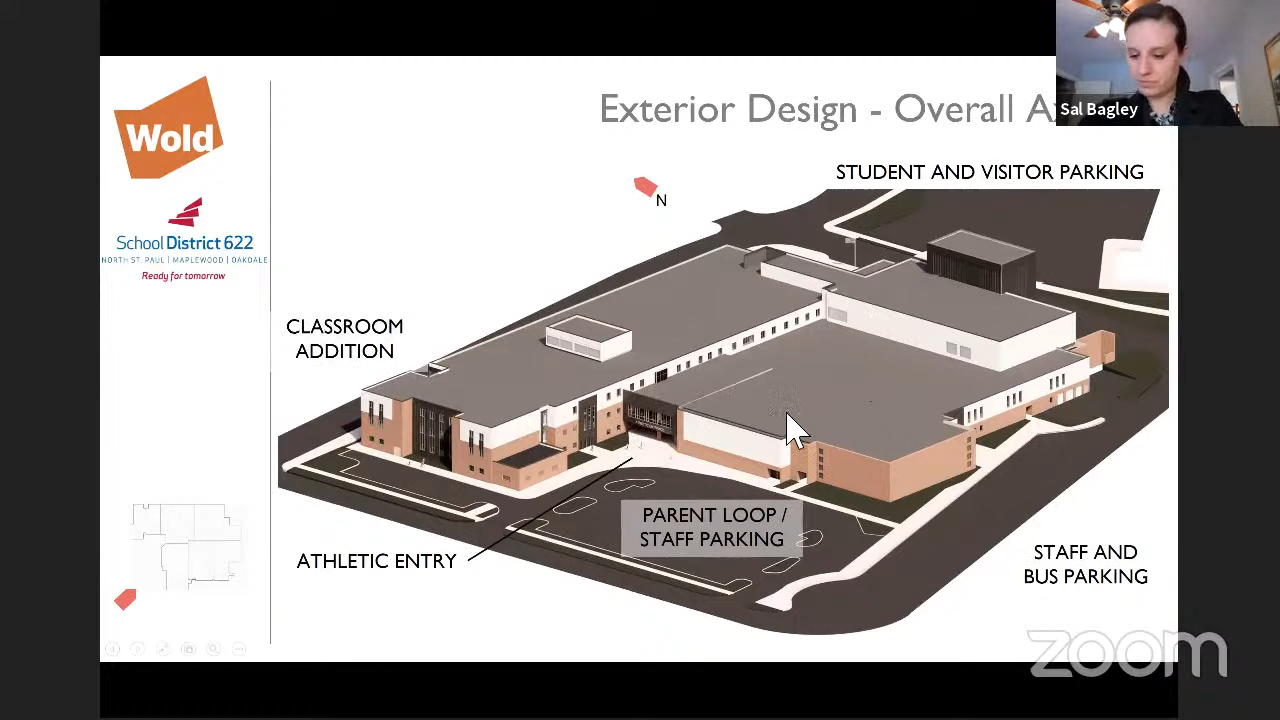 Exterior Design - Overall
Sal Bagley
Wold
School District 622
NORTH ST. PAUL | MAPLEWOOD | OAKDALE
Ready for tomorrow
STUDENT AND VISITOR PARKING
N
CLASSROOM
ADDITION
PARENT LOOP /
STAFF PARKING
ATHLETIC ENTRY
STAFF AND
BUS PARKING
zoom